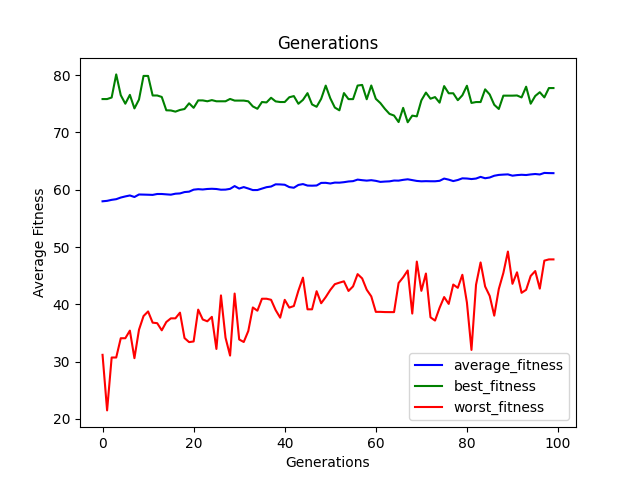 Generations
80
70
60
50
40
30
20
Average Fitness
0 20 40 60 80 100
Generations
average_fitness
best_fitness
worst_fitness